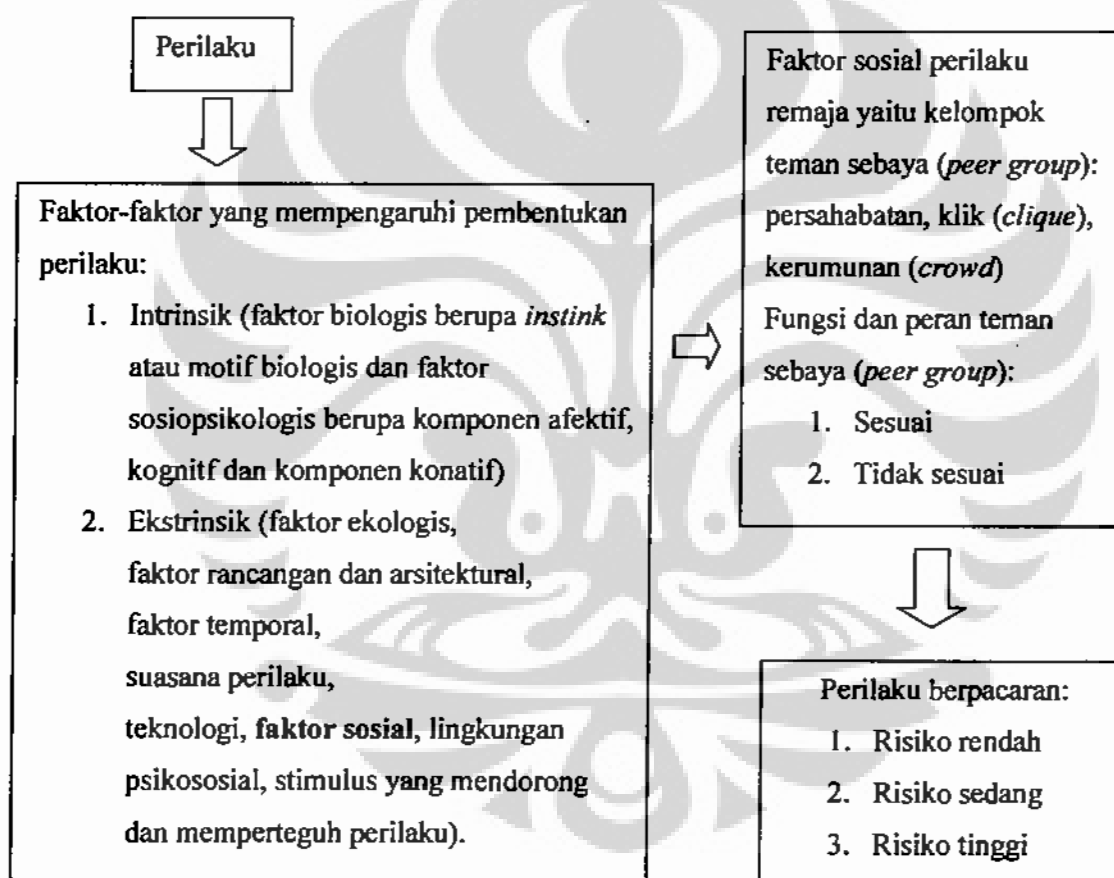 Perilaku
Faktor-faktor yang mempengaruhi pembentukan
perilaku:
1. Intrinsik (faktor biologis berupa instink
atau motif biologis dan faktor
sosiopsikologis berupa komponen afektif,
kognitf dan komponen konatif)
2. Ekstrinsik (faktor ekologis,
faktor rancangan dan arsitektural,
faktor temporal,
suasana perilaku,
teknologi, faktor sosial, lingkungan
psikososial, stimulus yang mendorong
dan memperteguh perilaku).
Faktor sosial perilaku
remaja yaitu kelompok
teman sebaya (peer group):
persahabatan, klik (clique),
kerumunan (crowd)
Fungsi dan peran teman
sebaya (peer group):
1. Sesuai
2. Tidak sesuai
Perilaku berpacaran:
1. Risiko rendah
2. Risiko sedang
3. Risiko tinggi